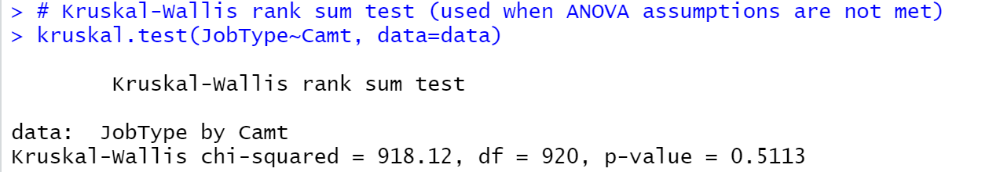 > # Kruskal-Wallis rank sum test (used when ANOVA assumptions are not met)
> kruskal.test(JobType~Camt, data=data)
Kruskal-Wallis rank sum test
data:  JobType by Camt
Kruskal-Wallis chi-squared = 918.12, df = 920, p-value = 0.5113